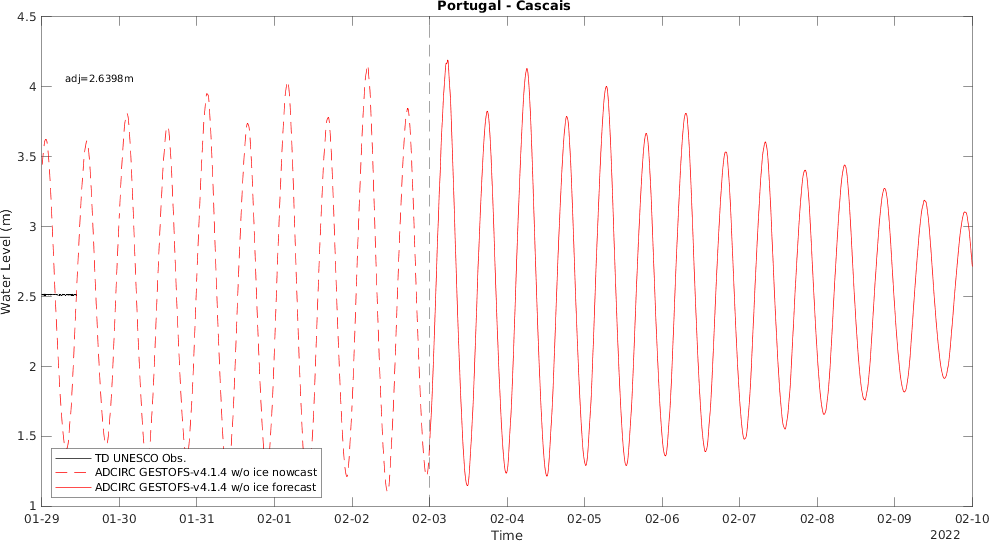 Portugal - Cascais
4.5
4
3.5
3
2.5
2
1.5
1
Water Level (m)
adj=2.6398m
TD UNESCO Obs.
ADCIRC GESTOFS-v4.1.4 w/o ice nowcast
ADCIRC GESTOFS-v4.1.4 w/o ice forecast
01-29 01-30 01-31 02-01 02-02 02-03 02-04 02-05 02-06 02-07 02-08 02-09 02-10
Time
2022